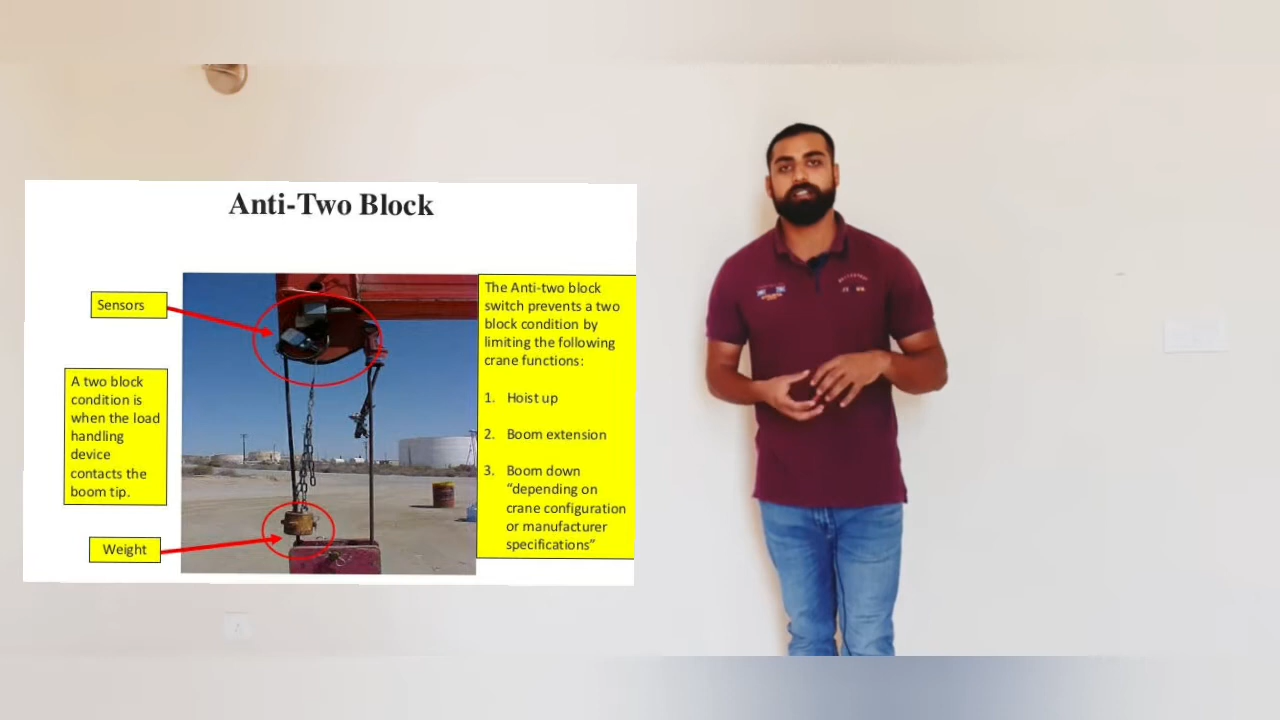 Anti-Two Block
Sensors
A two block
condition is
when the load
handling
device
contacts the
boom tip.
Weight
The Anti-two block
switch prevents a two
block condition by
limiting the following
crane functions:
1. Hoist up
2. Boom extension
3. Boom down
“depending on
crane configuration
or manufacturer
specifications”